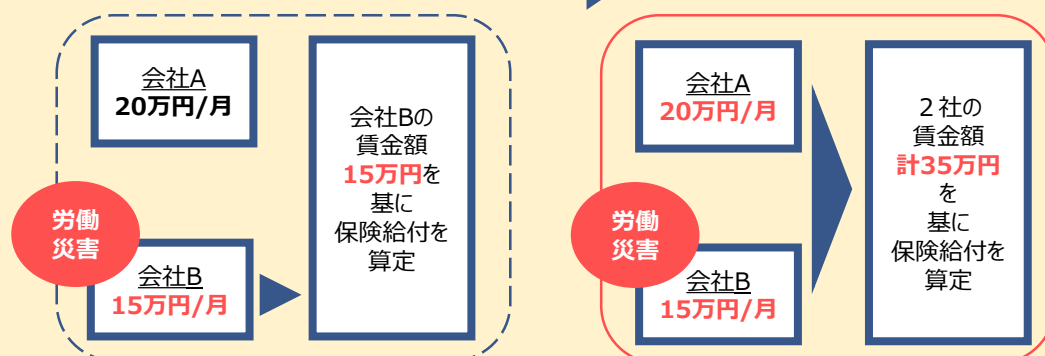 会社A
20万円/月
会社Bの
賃金額
15万円を
基に
保険給付を
算定
労働
災害
会社B
15万円/月
会社A
20万円/月
２社の
賃金額
計35万円
を
基に
保険給付を
算定
労働
災害
会社B
15万円/月